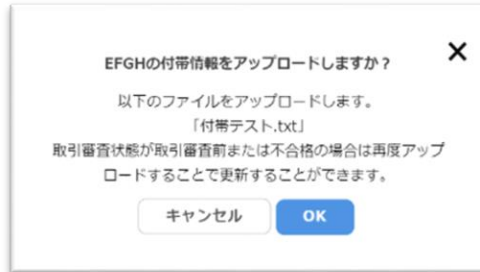 EFGHの付帯情報をアップロードしますか？
×
以下のファイルをアップロードします。
「付帯テスト.txt」
取引審査状態が取引審査前または不合格の場合は再度アップ
ロードすることで更新することができます。
キャンセル OK